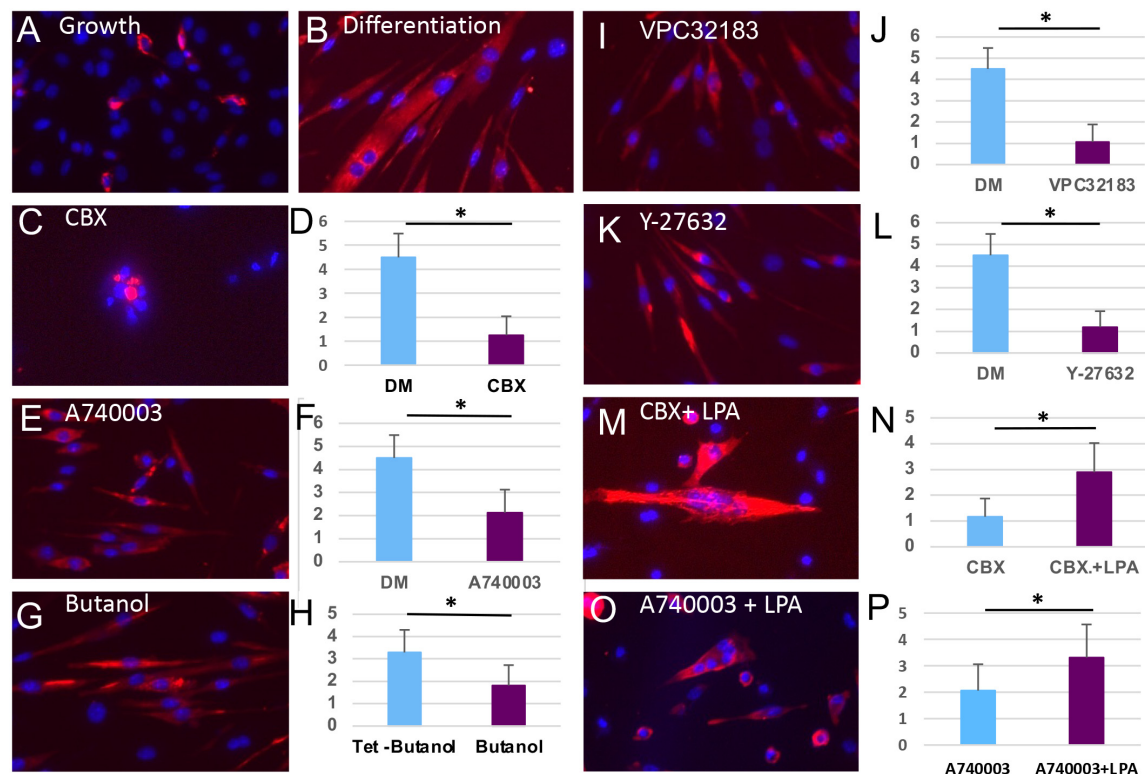 A Growth
B Differentiation
I VPC32183
J
*
6
5
4
3
2
1
0
DM VPC32183
C CBX
D
*
6
5
4
3
2
1
0
DM CBX
K Y-27632
L
*
6
5
4
3
2
1
0
DM Y-27632
E A740003
F
*
6
5
4
3
2
1
0
DM A740003
M CBX+ LPA
N
*
5
4
3
2
1
0
CBX CBX.+LPA
G Butanol
H
*
5
4
3
2
1
0
Tet -Butanol Butanol
O A740003 + LPA
P
*
5
4
3
2
1
0
A740003 A740003+LPA